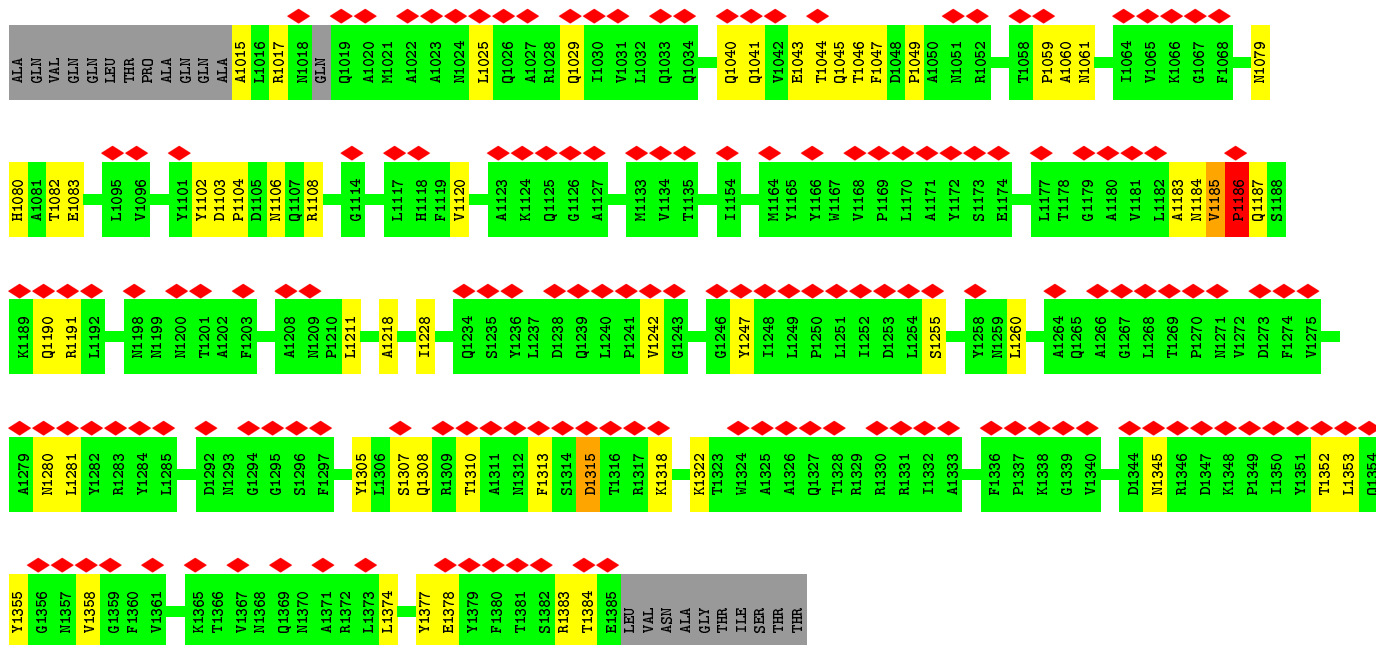 ALA GLN VAL GLN GLN LEU THR PRO ALA GLN GLN ALA A1015 L1016 R1017 N1018 GLN Q1019 A1020 M1021 A1022 A1023 N1024 L1025 Q1026 A1027 R1028 Q1029 I1030 V1031 L1032 Q1033 Q1034 Q1040 Q1041 V1042 E1043 T1044 Q1045 T1046 F1047 D1048 P1049 A1050 N1051 R1052 T1058 P1059 A1060 N1061 I1064 V1065 K1066 G1067 F1068 N1079
H1080 A1081 T1082 E1083 L1095 V1096 Y1101 Y1102 D1103 P1104 D1105 N1106 Q1107 R1108 G1114 L1117 H1118 F1119 V1120 A1123 K1124 Q1125 G1126 A1127 M1133 V1134 T1135 I1154 M1164 Y1165 Y1166 W1167 V1168 P1169 L1170 A1171 Y1172 S1173 E1174 L1177 T1178 G1179 A1180 V1181 L1182 A1183 N1184 V1185 P1186 Q1187 S1188
K1189 Q1190 R1191 L1192 N1198 N1199 N1200 T1201 A1202 F1203 A1208 N1209 P1210 L1211 A1218 I1228 Q1234 S1235 Y1236 L1237 D1238 Q1239 L1240 P1241 V1242 G1243 G1246 Y1247 I1248 L1249 P1250 L1251 I1252 D1253 L1254 S1255 Y1258 N1259 L1260 A1264 Q1265 A1266 G1267 L1268 T1269 P1270 N1271 V1272 D1273 F1274 V1275
A1279 N1280 L1281 Y1282 R1283 Y1284 L1285 D1292 N1293 G1294 G1295 S1296 F1297 Y1305 L1306 S1307 Q1308 R1309 T1310 A1311 N1312 F1313 S1314 D1315 T1316 R1317 K1318 K1322 T1323 W1324 A1325 A1326 Q1327 T1328 R1329 R1330 R1331 I1332 A1333 F1336 P1337 K1338 G1339 V1340 D1344 N1345 R1346 D1347 K1348 P1349 I1350 Y1351 T1352 L1353 Q1354
Y1355 G1356 N1357 V1358 G1359 F1360 V1361 K1365 T1366 V1367 N1368 Q1369 N1370 A1371 R1372 L1373 L1374 Y1377 E1378 Y1379 F1380 T1381 S1382 R1383 T1384 E1385 LEU VAL ASN ALA GLY THR ILE SER THR THR